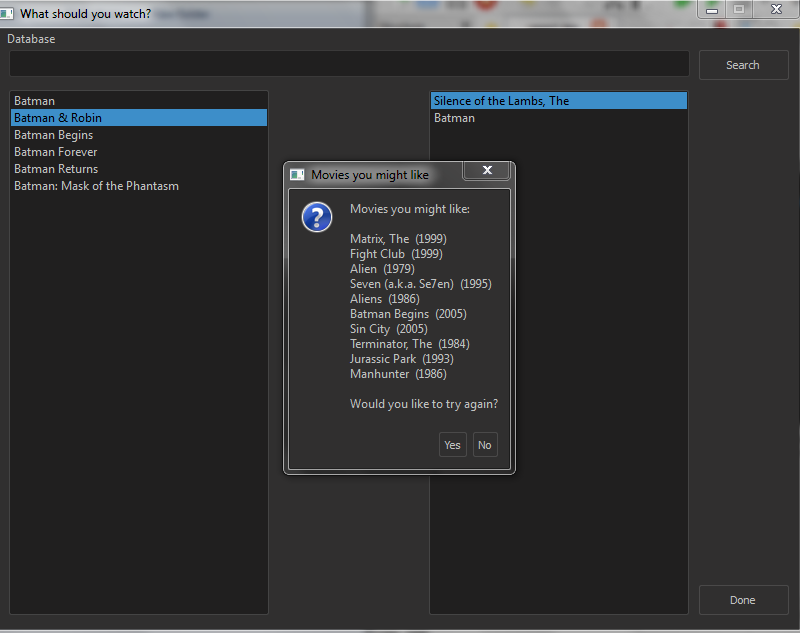 What should you watch?
Database
Search
Batman
Batman & Robin
Batman Begins
Batman Forever
Batman Returns
Batman: Mask of the Phantasm
Silence of the Lambs, The
Batman
Movies you might like
Movies you might like:
Matrix, The (1999)
Fight Club (1999)
Alien (1979)
Seven (a.k.a. Se7en) (1995)
Aliens (1986)
Batman Begins (2005)
Sin City (2005)
Terminator, The (1984)
Jurassic Park (1993)
Manhunter (1986)
Would you like to try again?
Yes No
Done